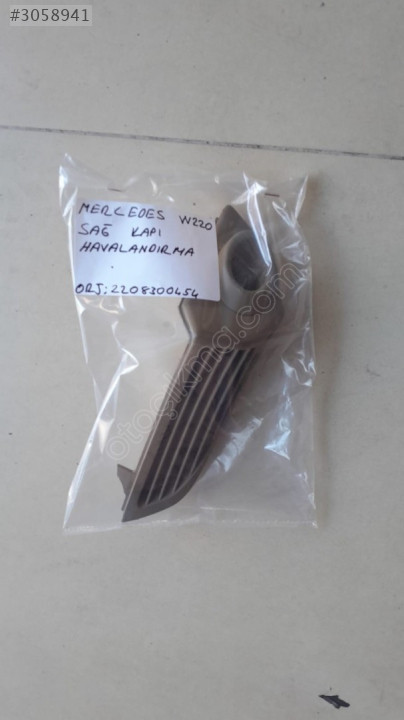 #3058941
MERCEDES W220
SAĞ KAPI
HAVALANDIRMA
ORJ: 2208300454
otoçıkma.com